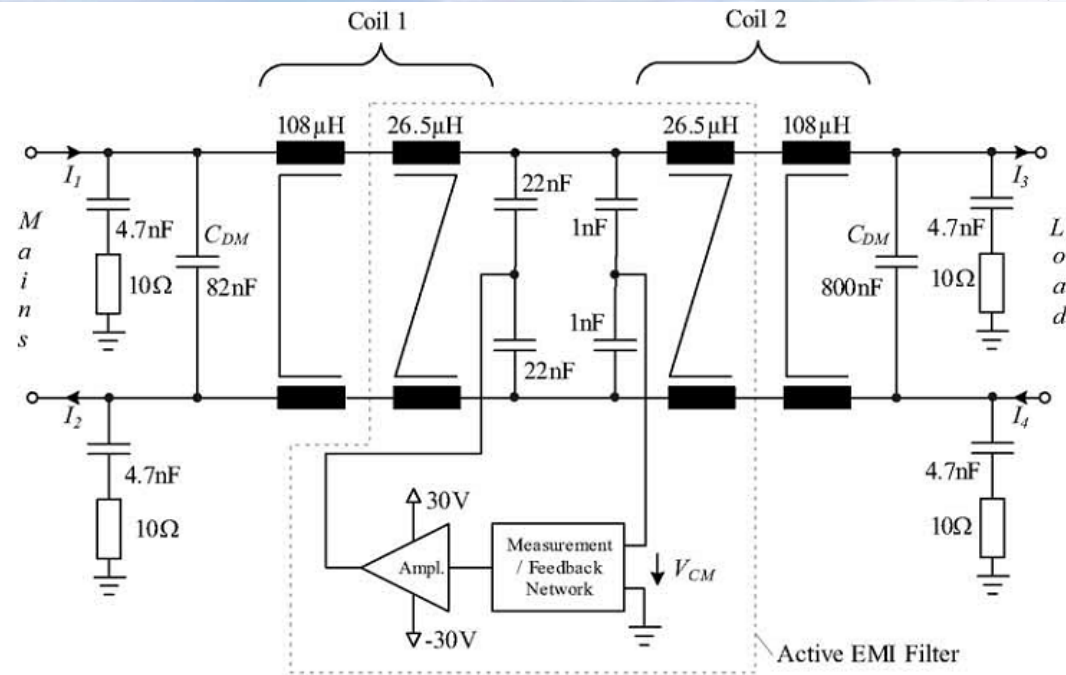 Coil 1
Coil 2
108µH
26.5µH
26.5µH
108µH
I1
I3
22nF
4.7nF
CDM
1nF
CDM
4.7nF
Mains
10Ω
82nF
800nF
10Ω
Load
1nF
22nF
I2
I4
4.7nF
4.7nF
30V
10Ω
Ampl.
Measurement
/ Feedback
Network
VCM
10Ω
-30V
Active EMI Filter